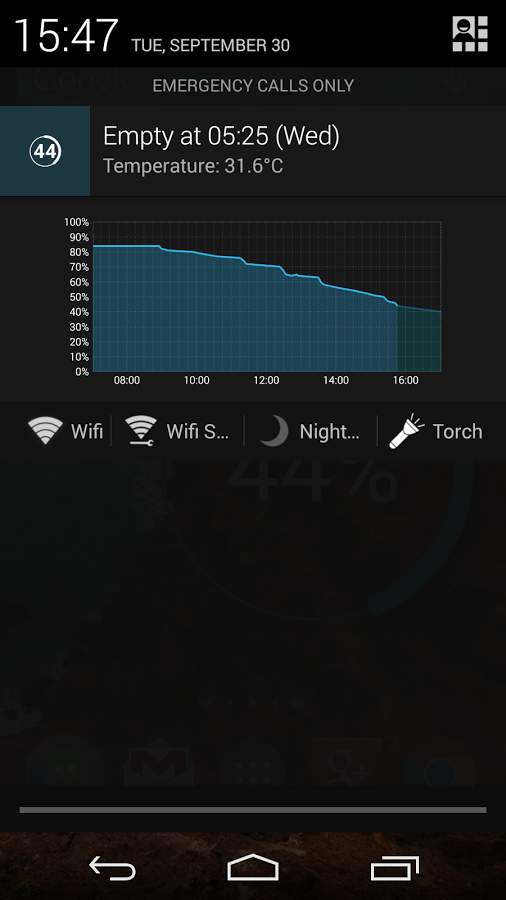 15:47 TUE, SEPTEMBER 30
Google
EMERGENCY CALLS ONLY
44 Empty at 05:25 (Wed)
Temperature: 31.6°C
100%
90%
80%
70%
60%
50%
40%
30%
20%
10%
0%
08:00 10:00 12:00 14:00 16:00
Wifi Wifi S... Night... Torch
44%